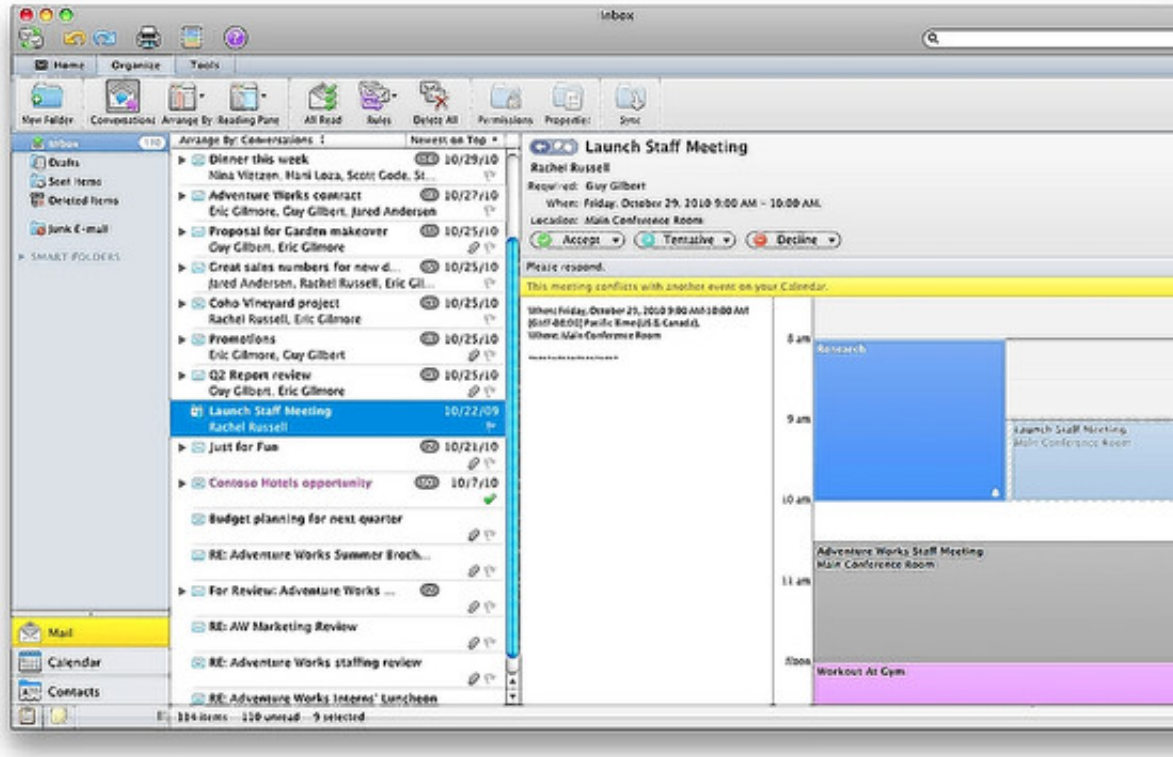 Inbox
Home Organize Tools
New Folder Conversations Arrange By Reading Pane All Read Rules Delete All Permissions Properties Sync
Inbox 110
Drafts
Sent Items
Deleted Items
Junk E-mail
SMART FOLDERS
Mail
Calendar
Contacts
Arrange By: Conversations Newest on Top
Dinner this week 10/29/10
Nina Vietzen, Hani Loza, Scott Gode, St...
Adventure Works contract 10/27/10
Eric Gilmore, Guy Gilbert, Jared Andersen
Proposal for Garden makeover 10/25/10
Guy Gilbert, Eric Gilmore
Great sales numbers for new d... 10/25/10
Jared Andersen, Rachel Russell, Eric Gil...
Coho Vineyard project 10/25/10
Rachel Russell, Eric Gilmore
Promotions 10/25/10
Eric Gilmore, Guy Gilbert
Q2 Report review 10/25/10
Guy Gilbert, Eric Gilmore
Launch Staff Meeting 10/22/09
Rachel Russell
Just for Fun 10/21/10
Contoso Hotels opportunity 10/7/10
Budget planning for next quarter
RE: Adventure Works Summer Broch...
For Review: Adventure Works ...
RE: AW Marketing Review
RE: Adventure Works staffing review
RE: Adventure Works Interns' Luncheon
items 110 unread 9 selected
Launch Staff Meeting
Rachel Russell
Required: Guy Gilbert
When: Friday, October 29, 2010 9:00 AM – 10:00 AM.
Location: Main Conference Room
Accept Tentative Decline
Please respond.
This meeting conflicts with another event on your Calendar.
When: Friday, October 29, 2010 9:00 AM-10:00 AM
(GMT-08:00) Pacific Time (US & Canada).
Where: Main Conference Room
8 am
Research
9 am
Launch Staff Meeting
Main Conference Room
10 am
Adventure Works Staff Meeting
Main Conference Room
11 am
Noon
Workout At Gym